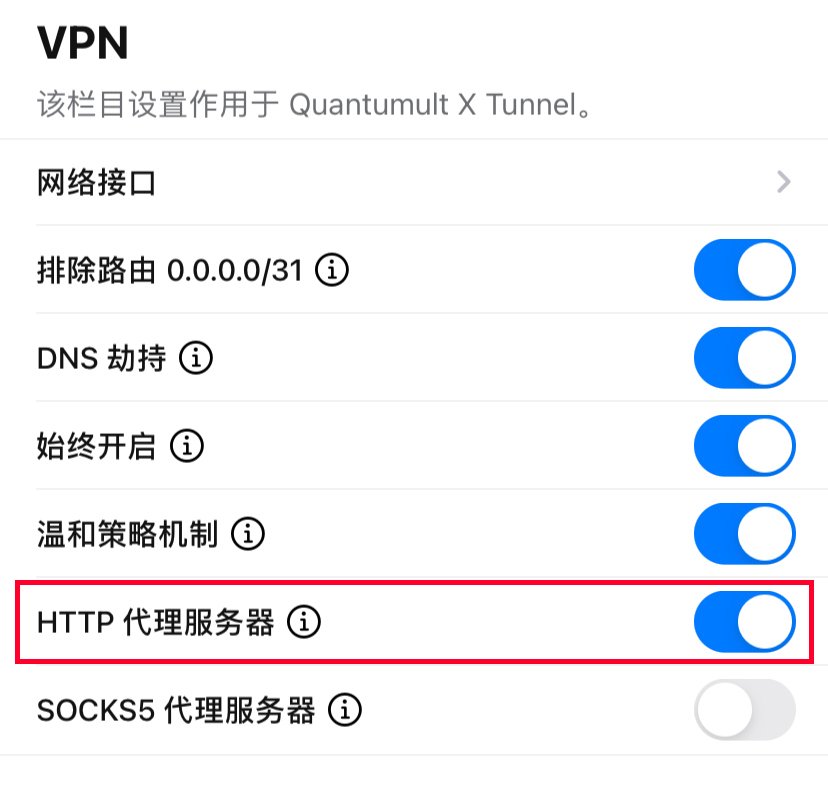 VPN
该栏目设置作用于 Quantumult X Tunnel。
网络接口
排除路由 0.0.0.0/31
DNS 劫持
始终开启
温和策略机制
HTTP 代理服务器
SOCKS5 代理服务器